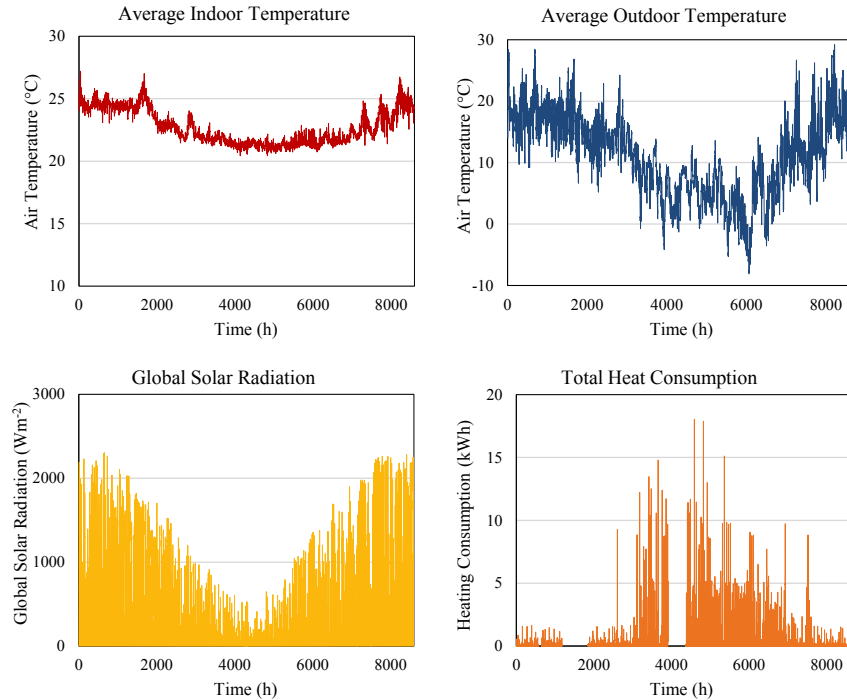 Average Indoor Temperature
30
25
20
15
10
Air Temperature (°C)
0 2000 4000 6000 8000
Time (h)
Average Outdoor Temperature
30
20
10
0
-10
Air Temperature (°C)
0 2000 4000 6000 8000
Time (h)
Global Solar Radiation
3000
2000
1000
0
Global Solar Radiation (Wm-2)
0 2000 4000 6000 8000
Time (h)
Total Heat Consumption
20
15
10
5
0
Heating Consumption (kWh)
0 2000 4000 6000 8000
Time (h)